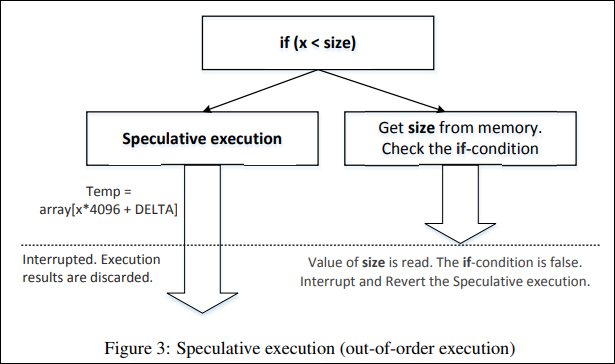 if (x < size)
Speculative execution
Get size from memory.
Check the if-condition
Temp =
array[x*4096 + DELTA]
Interrupted. Execution
results are discarded.
Value of size is read. The if-condition is false.
Interrupt and Revert the Speculative execution.
Figure 3: Speculative execution (out-of-order execution)